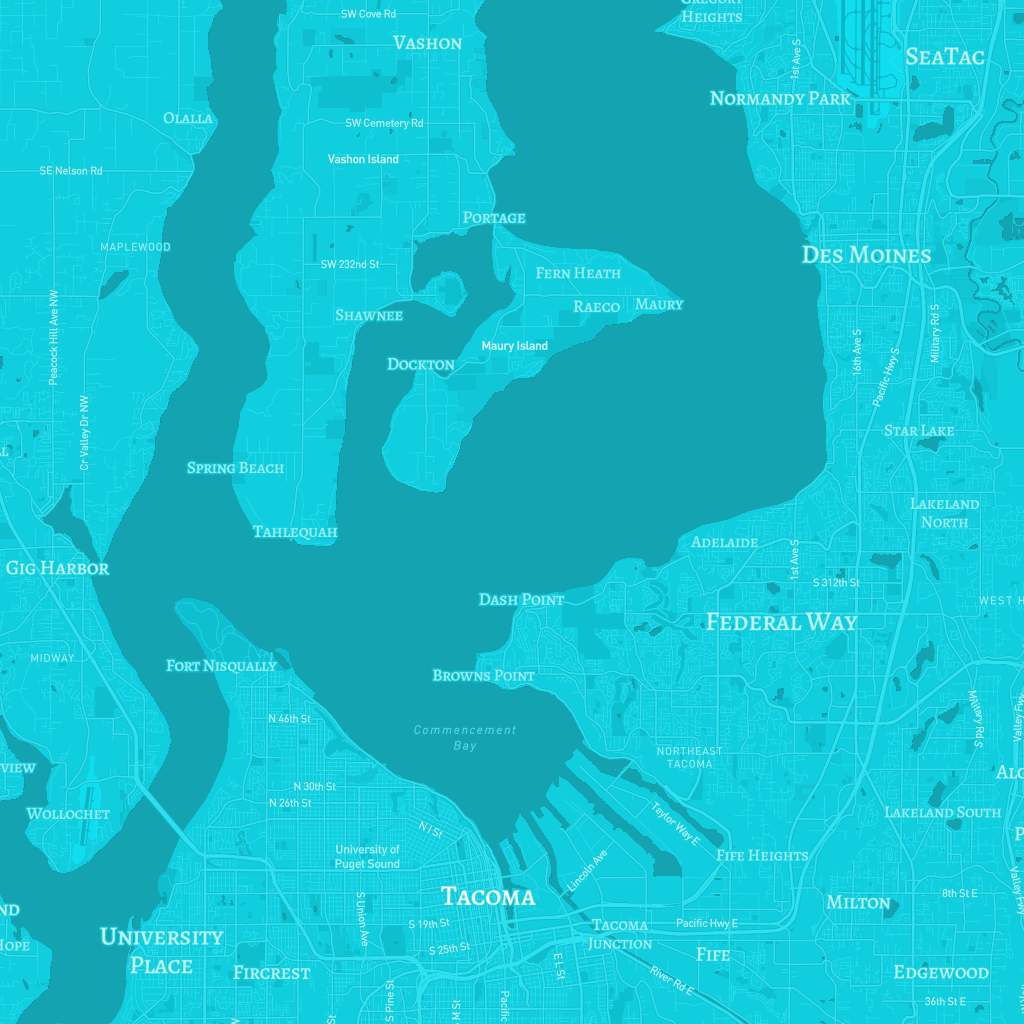 SW Cove Rd
GREGORY
HEIGHTS
VASHON
1st Ave S
SEATAC
NORMANDY PARK
OLALLA
SW Cemetery Rd
Vashon Island
SE Nelson Rd
PORTAGE
MAPLEWOOD
SW 232nd St
DES MOINES
FERN HEATH
RAECO
MAURY
SHAWNEE
Peacock Hill Ave NW
Maury Island
16th Ave S
Military Rd S
DOCKTON
Pacific Hwy S
Cr Valley Dr NW
STAR LAKE
SPRING BEACH
LAKELAND
NORTH
TAHLEQUAH
ADELAIDE
1st Ave S
GIG HARBOR
S 312th St
DASH POINT
WEST H
FEDERAL WAY
MIDWAY
FORT NISQUALLY
BROWNS POINT
N 46th St
Commencement
Bay
Military Rd S
Valley Fwy
NORTHEAST
TACOMA
VIEW
N 30th St
N 26th St
WOLLOCHET
Taylor Way E
LAKELAND SOUTH
N I St
University of
Puget Sound
Lincoln Ave
FIFE HEIGHTS
TACOMA
8th St E
MILTON
S Union Ave
S 19th St
TACOMA
JUNCTION
Pacific Hwy E
UNIVERSITY
PLACE
HOPE
S 25th St
FIFE
FIRCREST
E L St
River Rd E
EDGEWOOD
S Pine St
S M St
Pacific
36th St E